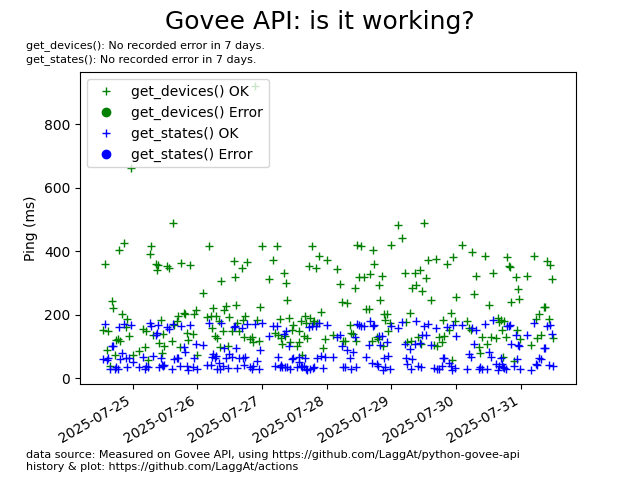 Govee API: is it working?
get_devices(): No recorded error in 7 days.
get_states(): No recorded error in 7 days.
get_devices() OK
get_devices() Error
get_states() OK
get_states() Error
Ping (ms)
800
600
400
200
0
2025-07-25
2025-07-26
2025-07-27
2025-07-28
2025-07-29
2025-07-30
2025-07-31
data source: Measured on Govee API, using https://github.com/LaggAt/python-govee-api
history & plot: https://github.com/LaggAt/actions